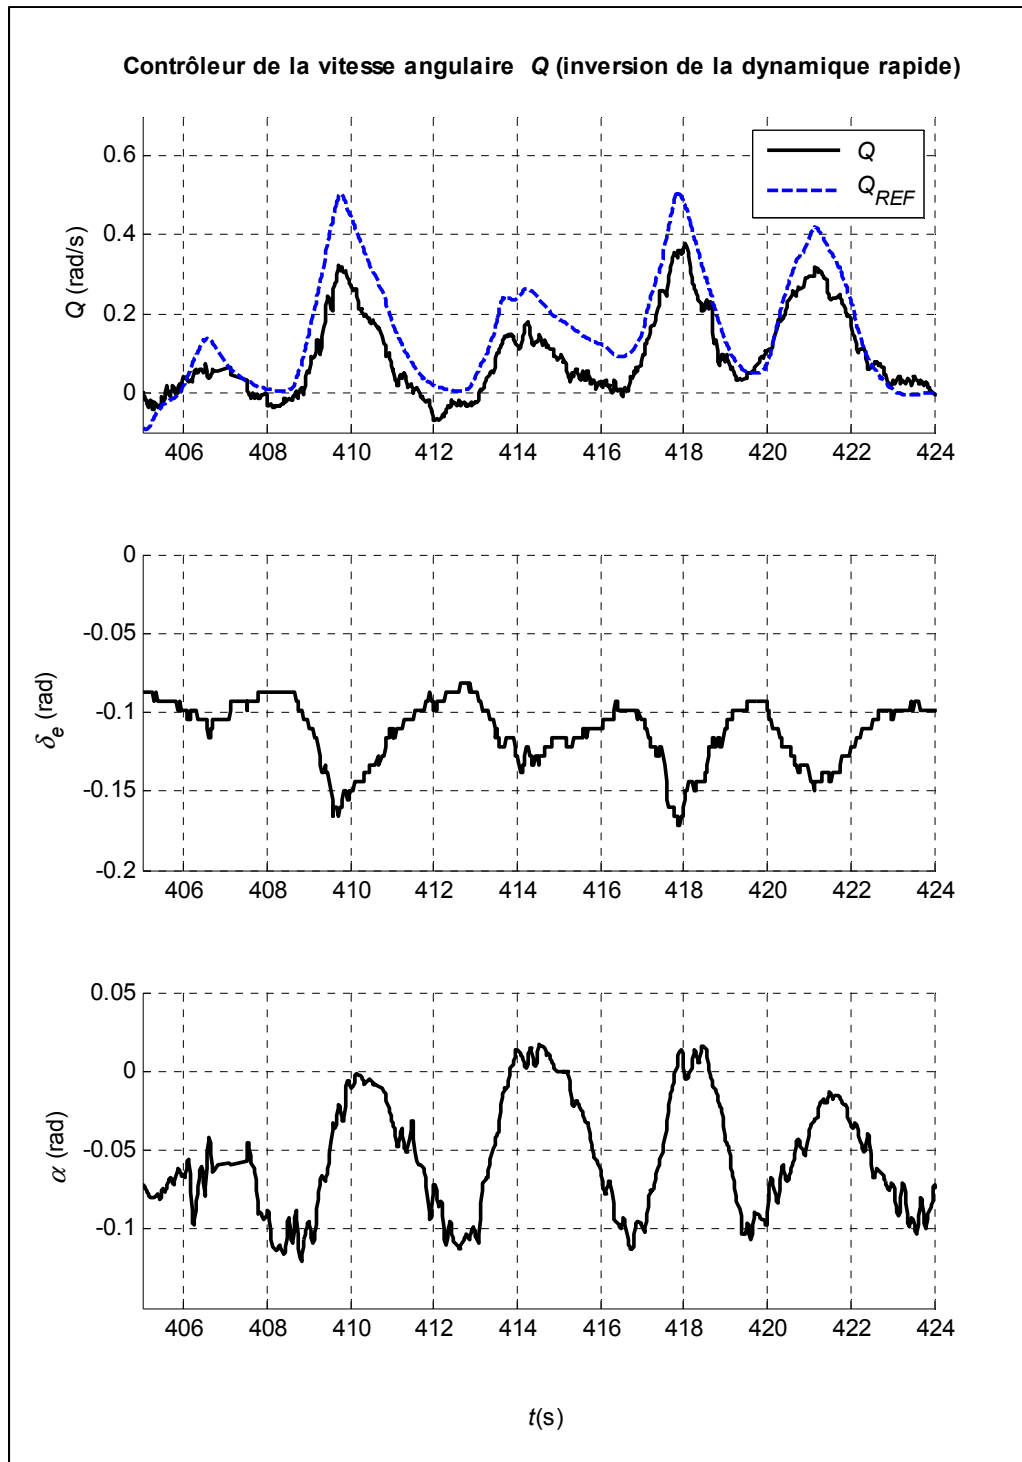 Contrôleur de la vitesse angulaire Q (inversion de la dynamique rapide)
Q
Q_REF
Q (rad/s)
0.6
0.4
0.2
0
406 408 410 412 414 416 418 420 422 424
δe (rad)
0
-0.05
-0.1
-0.15
-0.2
406 408 410 412 414 416 418 420 422 424
α (rad)
0.05
0
-0.05
-0.1
406 408 410 412 414 416 418 420 422 424
t(s)